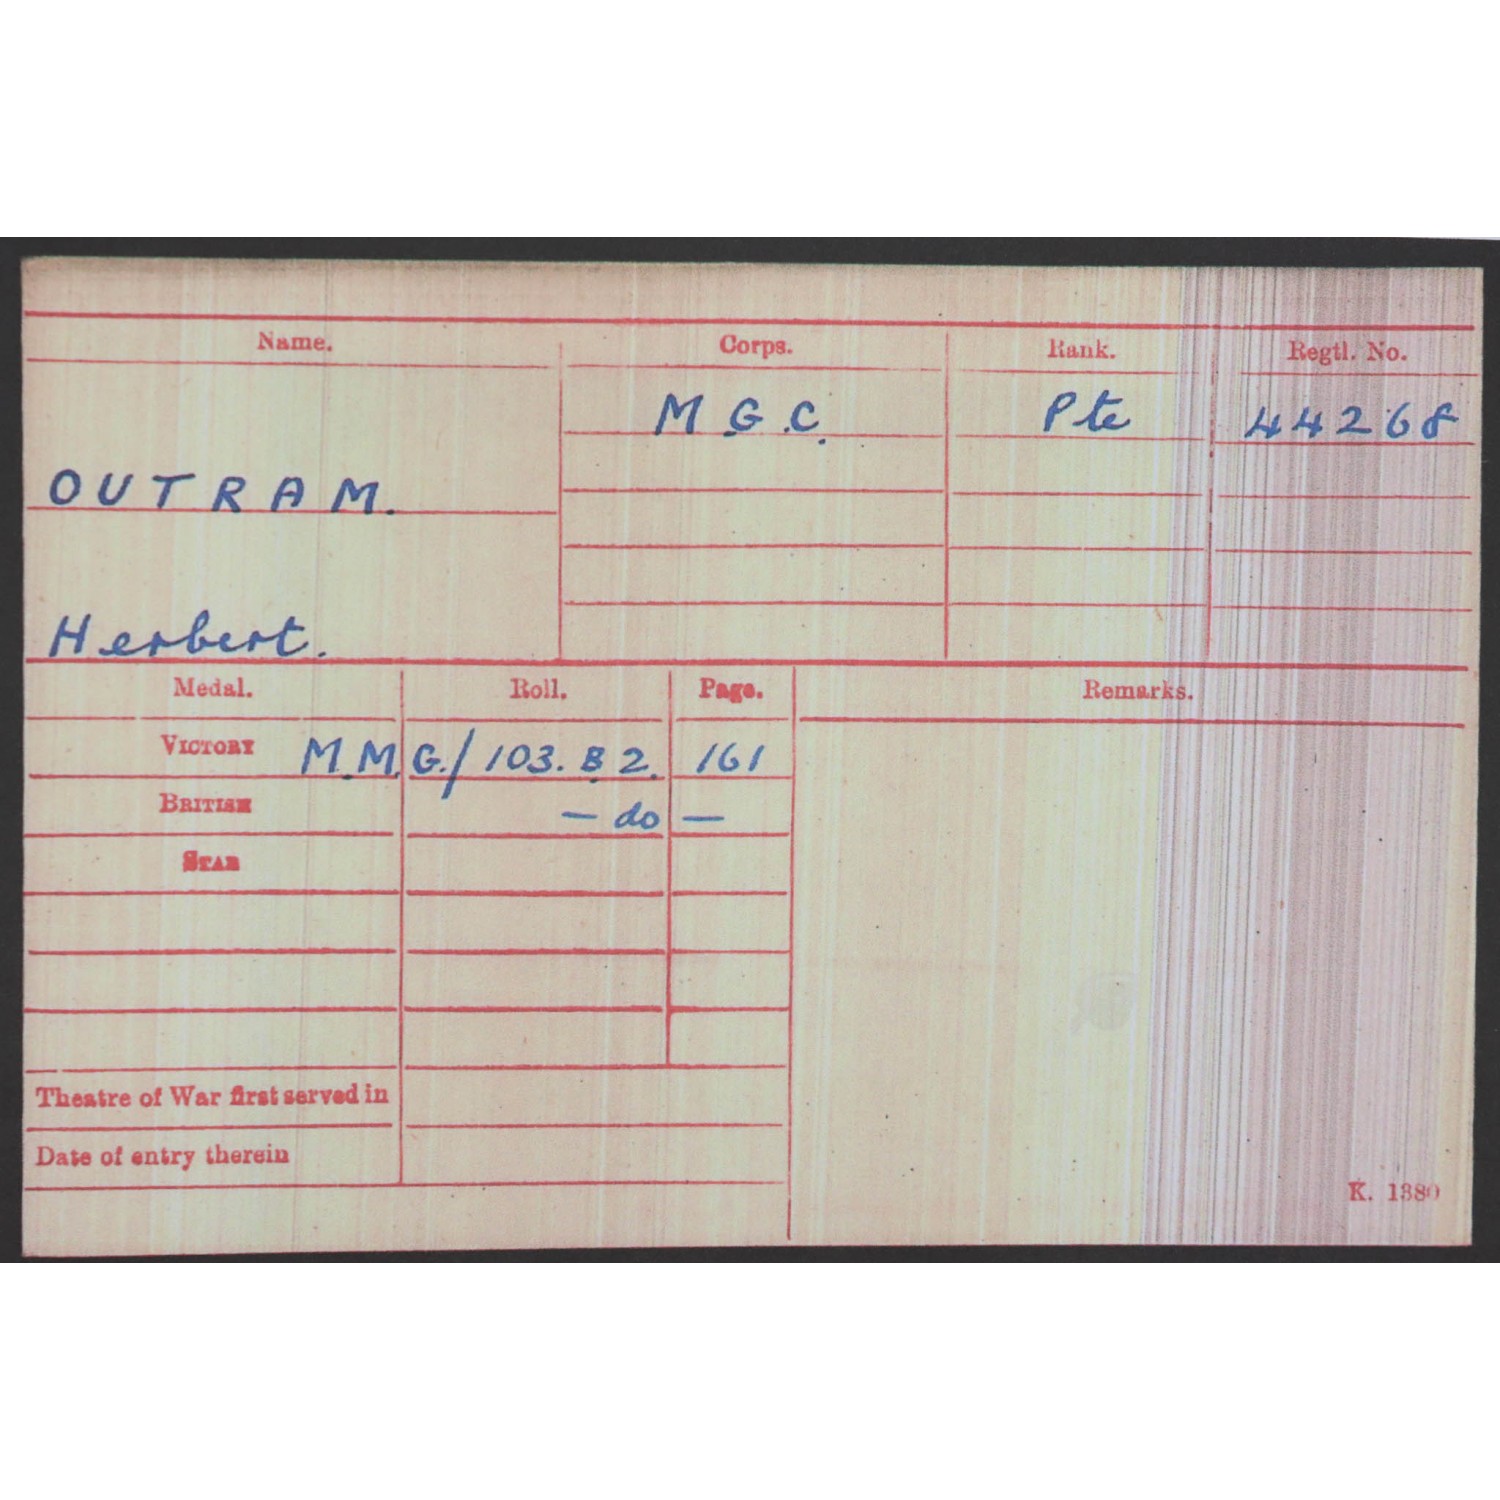 Name. Corps. Rank. Regtl. No.
M.G.C. Pte 44268
OUTRAM.
Herbert.
Medal. Roll. Page. Remarks.
VICTORY M.M.G./103.B2. 161
BRITISH — do —
STAR
Theatre of War first served in
Date of entry therein
K. 1380